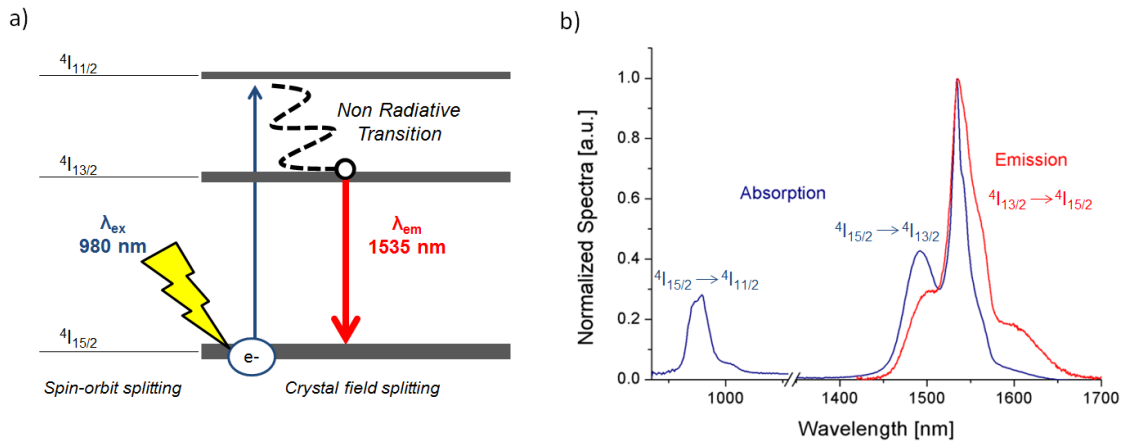 a)
⁴I₁₁/₂
Non Radiative
Transition
⁴I₁₃/₂
λex
980 nm
λem
1535 nm
⁴I₁₅/₂
e-
Spin-orbit splitting
Crystal field splitting
b)
Normalized Spectra [a.u.]
1.0
0.8
0.6
0.4
0.2
0.0
Absorption
Emission
⁴I₁₃/₂ → ⁴I₁₅/₂
⁴I₁₅/₂ → ⁴I₁₃/₂
⁴I₁₅/₂ → ⁴I₁₁/₂
1000 1400 1500 1600 1700
Wavelength [nm]